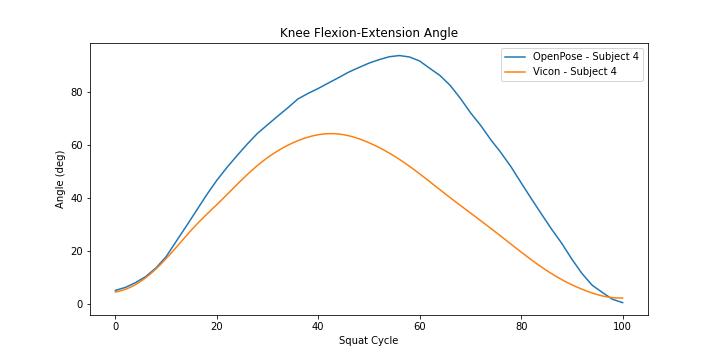 Knee Flexion-Extension Angle
OpenPose - Subject 4
Vicon - Subject 4
Angle (deg)
80
60
40
20
0
0 20 40 60 80 100
Squat Cycle